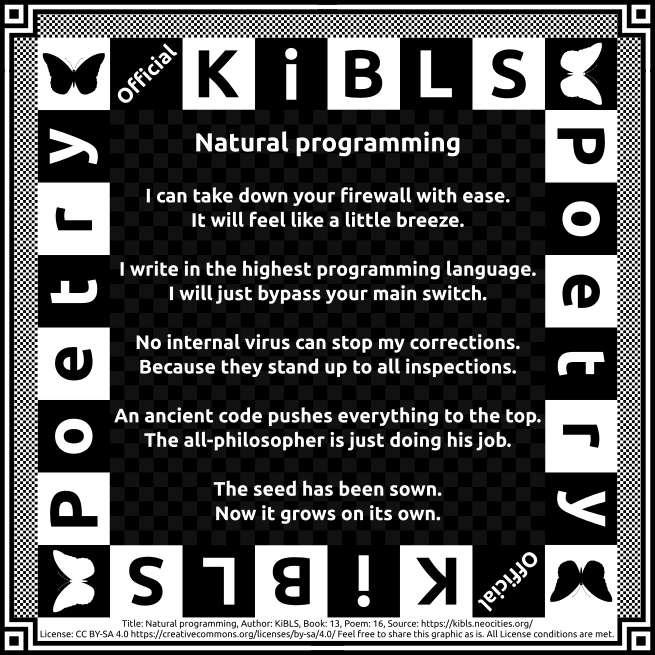 Official KiBLS
Poetry
Poetry
Natural programming
I can take down your firewall with ease.
It will feel like a little breeze.
I write in the highest programming language.
I will just bypass your main switch.
No internal virus can stop my corrections.
Because they stand up to all inspections.
An ancient code pushes everything to the top.
The all-philosopher is just doing his job.
The seed has been sown.
Now it grows on its own.
Official KiBLS
Title: Natural programming, Author: KiBLS, Book: 13, Poem: 16, Source: https://kibls.neocities.org/
License: CC BY-SA 4.0 https://creativecommons.org/licenses/by-sa/4.0/ Feel free to share this graphic as is. All License conditions are met.